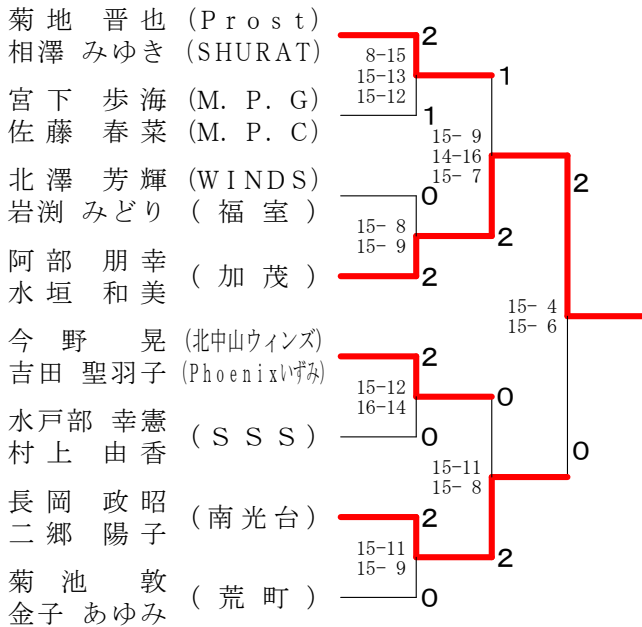 菊地 晋也 (Prost)
相澤 みゆき (SHURAT)
宮下 歩海 (M. P. G)
佐藤 春菜 (M. P. C)
北澤 芳輝 (WINDS)
岩渕 みどり ( 福室 )
阿部 朋幸
水垣 和美
( 加茂 )
今野 晃 (北中山ウィンズ)
吉田 聖羽子 (Phoenixいずみ)
水戸部 幸憲
村上 由香
( SSS )
長岡 政昭
二郷 陽子
(南光台)
菊池 敦
金子 あゆみ
( 荒町 )
2
8-15
15-13
15-12
1
0
15- 8
15- 9
2
2
15-12
16-14
0
2
15-11
15- 9
0
1
15- 9
14-16
15- 7
2
0
15-11
15- 8
2
2
15- 4
15- 6
0